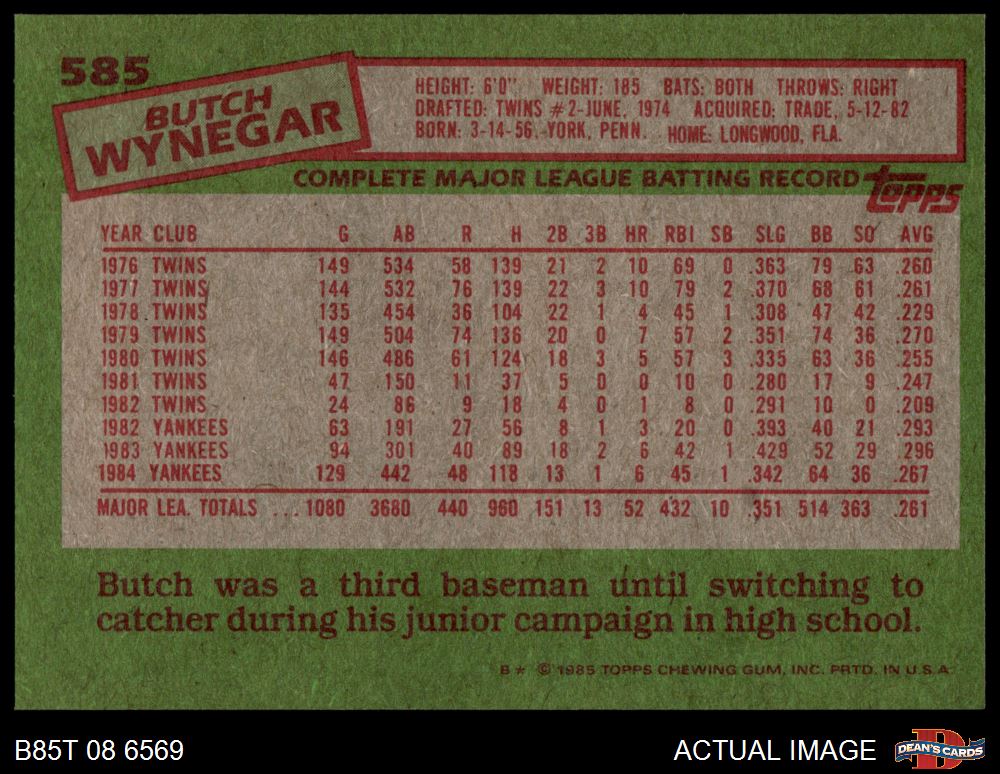 585
BUTCH
WYNEGAR
HEIGHT: 6'0" WEIGHT: 185 BATS: BOTH THROWS: RIGHT
DRAFTED: TWINS #2-JUNE, 1974 ACQUIRED: TRADE, 5-12-82
BORN: 3-14-56, YORK, PENN. HOME: LONGWOOD, FLA.
COMPLETE MAJOR LEAGUE BATTING RECORD topps
YEAR CLUB G AB R H 2B 3B HR RBI SB SLG BB SO AVG
1976 TWINS 149 534 58 139 21 2 10 69 0 .363 79 63 .260
1977 TWINS 144 532 76 139 22 3 10 79 2 .370 68 61 .261
1978 TWINS 135 454 36 104 22 1 4 45 1 .308 47 42 .229
1979 TWINS 149 504 74 136 20 0 7 57 2 .351 74 36 .270
1980 TWINS 146 486 61 124 18 3 5 57 3 .335 63 36 .255
1981 TWINS 47 150 11 37 5 0 0 10 0 .280 17 9 .247
1982 TWINS 24 86 9 18 4 0 1 8 0 .291 10 0 .209
1982 YANKEES 63 191 27 56 8 1 3 20 0 .393 40 21 .293
1983 YANKEES 94 301 40 89 18 2 6 42 1 .429 52 29 .296
1984 YANKEES 129 442 48 118 13 1 6 45 1 .342 64 36 .267
MAJOR LEA. TOTALS ... 1080 3680 440 960 151 13 52 432 10 .351 514 363 .261
Butch was a third baseman until switching to
catcher during his junior campaign in high school.
B* © 1985 TOPPS CHEWING GUM, INC. PRTD. IN U.S.A.
B85T 08 6569 ACTUAL IMAGE DEAN'S CARDS